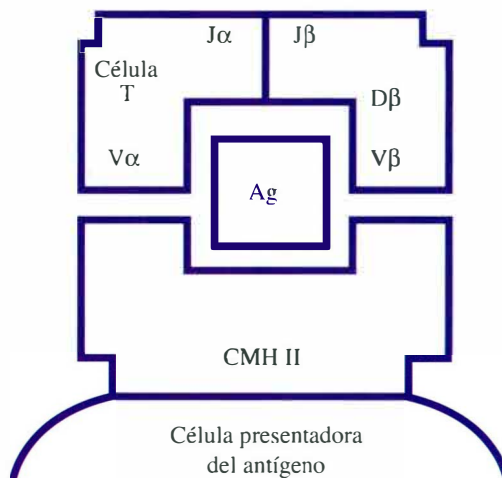 Jα Jβ
Célula
T
Dβ
Vα Vβ
Ag
CMH II
Célula presentadora
del antígeno